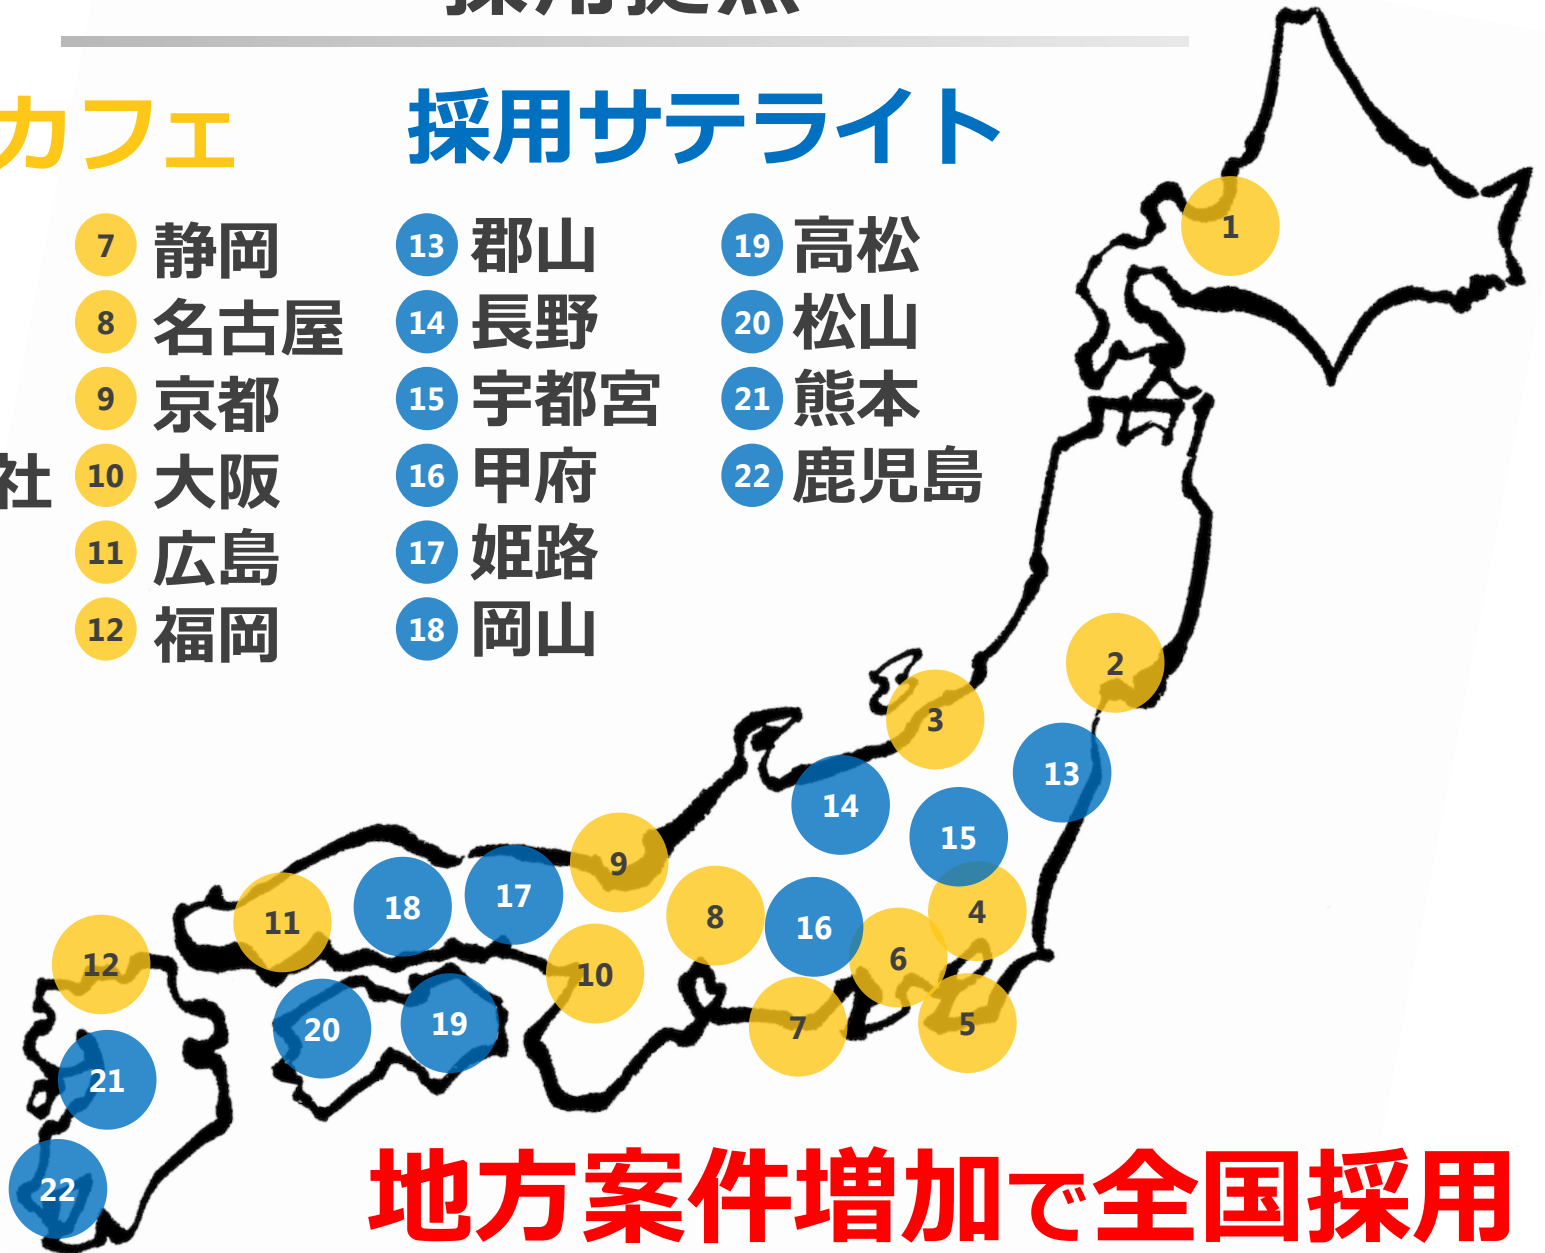 採用拠点
カフェ
採用サテライト
7 静岡
8 名古屋
9 京都
社
10 大阪
11 広島
12 福岡
13 郡山
14 長野
15 宇都宮
16 甲府
17 姫路
18 岡山
19 高松
20 松山
21 熊本
22 鹿児島
1
2
3
13
14
15
9
4
8
17
18
16
11
6
12
10
19
5
7
20
21
22
地方案件増加で全国採用